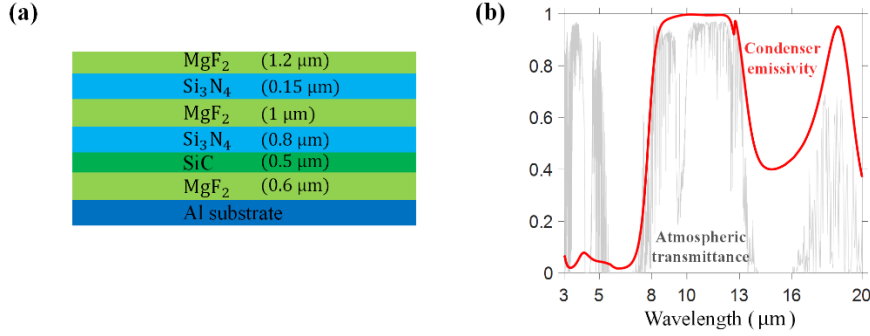 (a)
MgF₂ (1.2 μm)
Si₃N₄ (0.15 μm)
MgF₂ (1 μm)
Si₃N₄ (0.8 μm)
SiC (0.5 μm)
MgF₂ (0.6 μm)
Al substrate
(b)
1
0.8
0.6
0.4
0.2
0
Condenser
emissivity
Atmospheric
transmittance
3 5 8 10 13 16 20
Wavelength (μm)